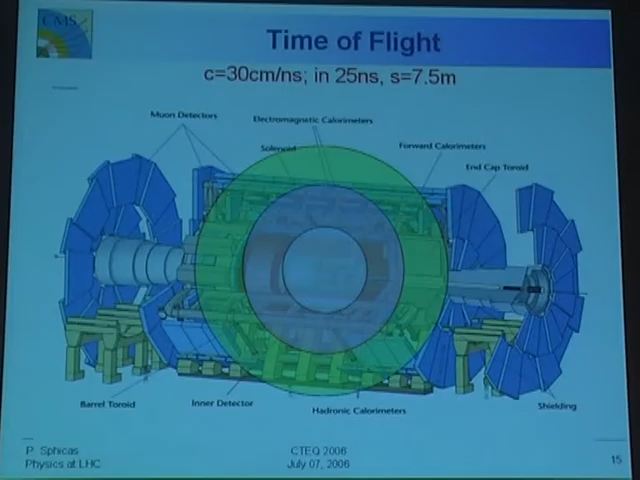 CMS
Time of Flight
c=30cm/ns; in 25ns, s=7.5m
Muon Detectors
Electromagnetic Calorimeters
Solenoid
Forward Calorimeters
End Cap Toroid
Barrel Toroid
Inner Detector
Hadronic Calorimeters
Shielding
P. Sphicas
Physics at LHC
CTEQ 2006
July 07, 2006
15